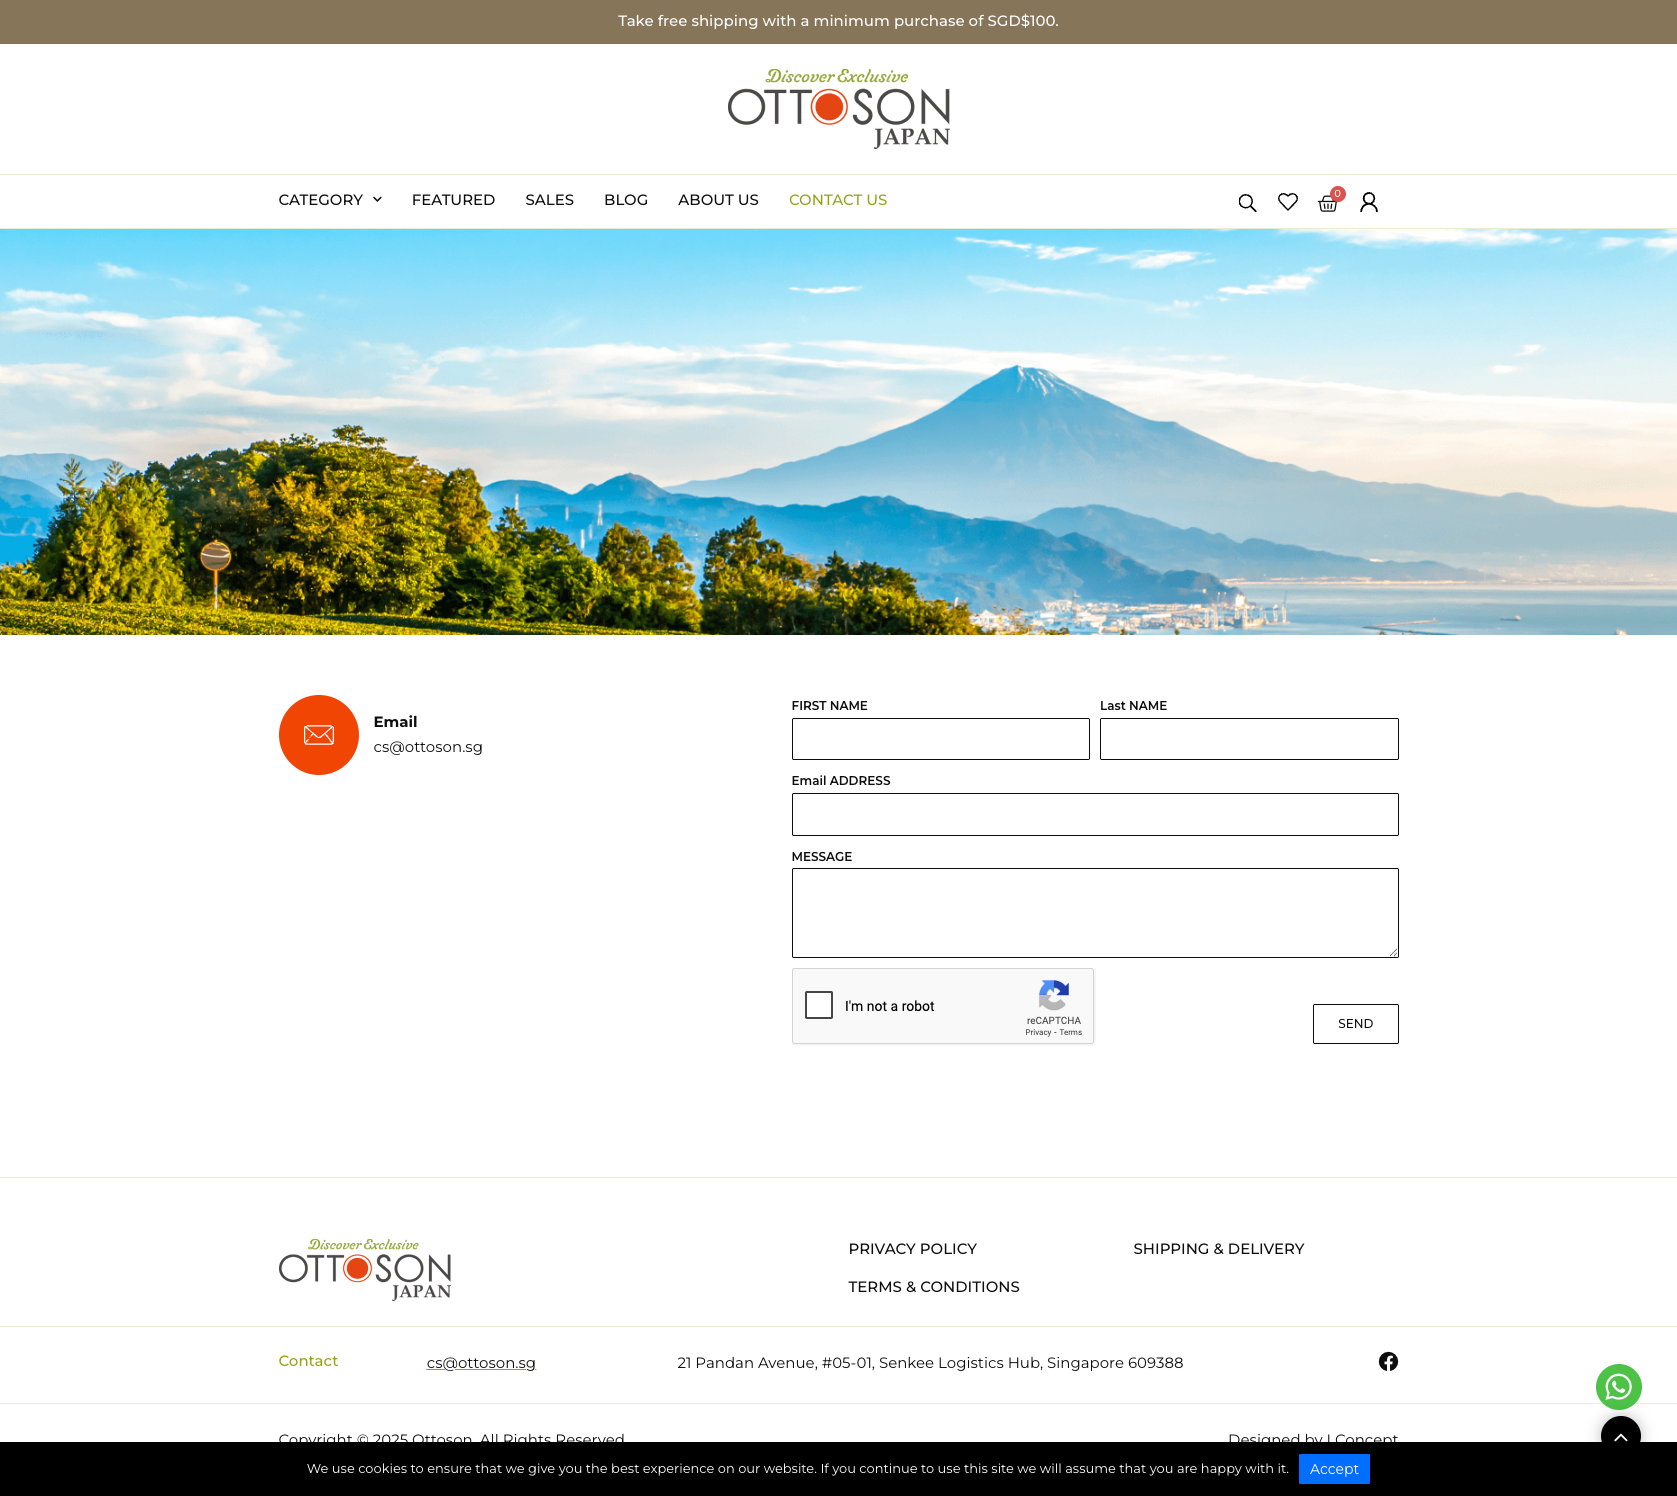 Take free shipping with a minimum purchase of SGD$100.
Discover Exclusive
OTTOSON
JAPAN
CATEGORY
FEATURED
SALES
BLOG
ABOUT US
CONTACT US
0
Email
cs@ottoson.sg
FIRST NAME
Last NAME
Email ADDRESS
MESSAGE
I'm not a robot
reCAPTCHA
Privacy - Terms
SEND
Discover Exclusive
OTTOSON
JAPAN
PRIVACY POLICY
SHIPPING & DELIVERY
TERMS & CONDITIONS
Contact
cs@ottoson.sg
21 Pandan Avenue, #05-01, Senkee Logistics Hub, Singapore 609388
Copyright © 2025 Ottoson. All Rights Reserved
Designed by I Concept
We use cookies to ensure that we give you the best experience on our website. If you continue to use this site we will assume that you are happy with it.
Accept